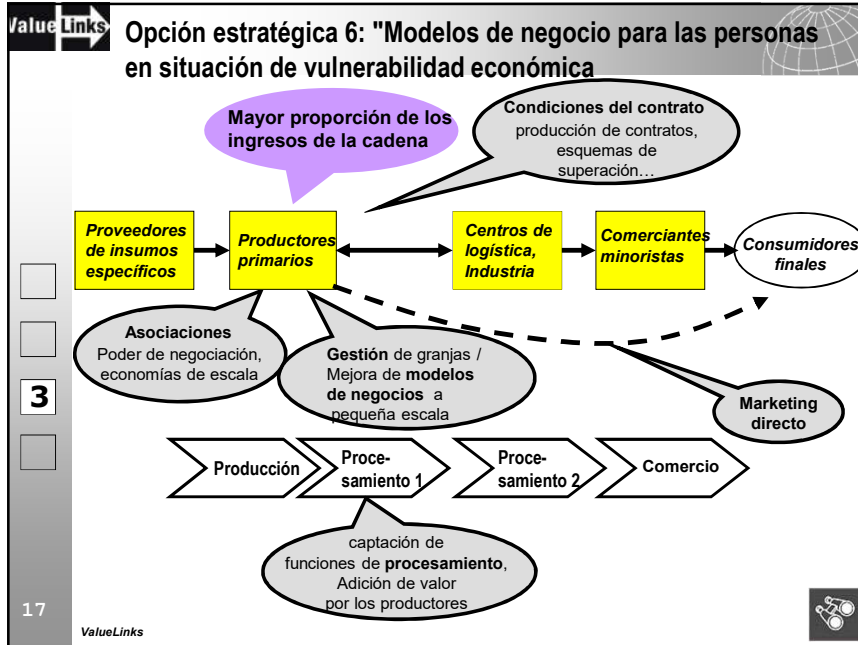 Value Links
Opción estratégica 6: "Modelos de negocio para las personas
en situación de vulnerabilidad económica
Mayor proporción de los
ingresos de la cadena
Condiciones del contrato
producción de contratos,
esquemas de
superación…
Proveedores
de insumos
específicos
Productores
primarios
Centros de
logística,
Industria
Comerciantes
minoristas
Consumidores
finales
Asociaciones
Poder de negociación,
economías de escala
Gestión de granjas /
Mejora de modelos
de negocios a
pequeña escala
Marketing
directo
3
Producción
Proce-
samiento 1
Proce-
samiento 2
Comercio
captación de
funciones de procesamiento,
Adición de valor
por los productores
17
ValueLinks